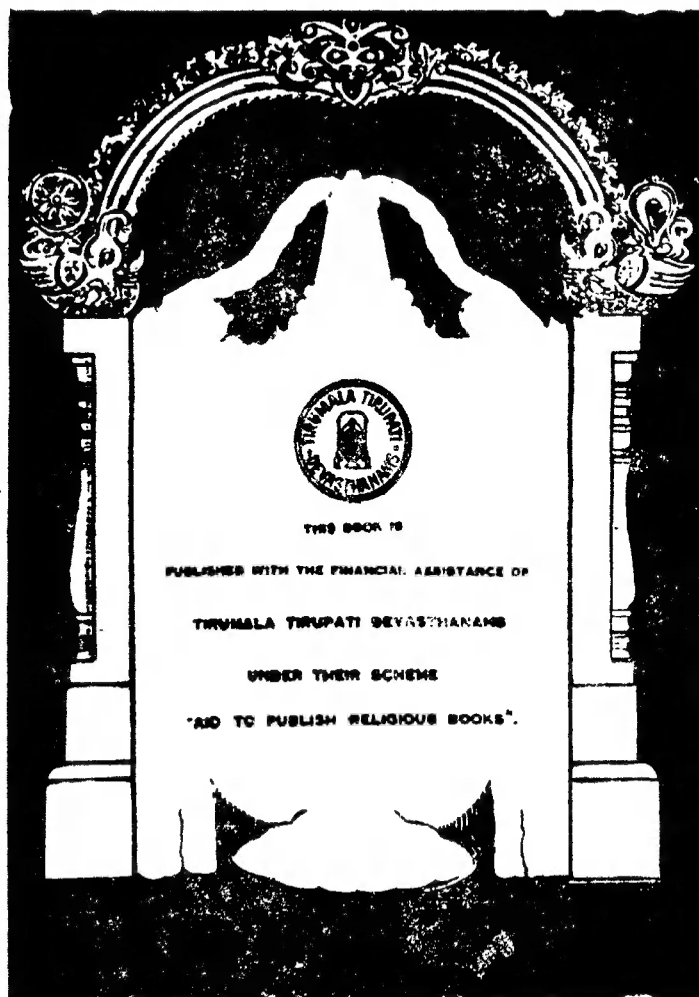 TIRUMALA TIRUPATI
DEVASTHANAMS
THIS BOOK IS
PUBLISHED WITH THE FINANCIAL ASSISTANCE OF
TIRUMALA TIRUPATI DEVASTHANAMS
UNDER THEIR SCHEME
"AID TO PUBLISH RELIGIOUS BOOKS".